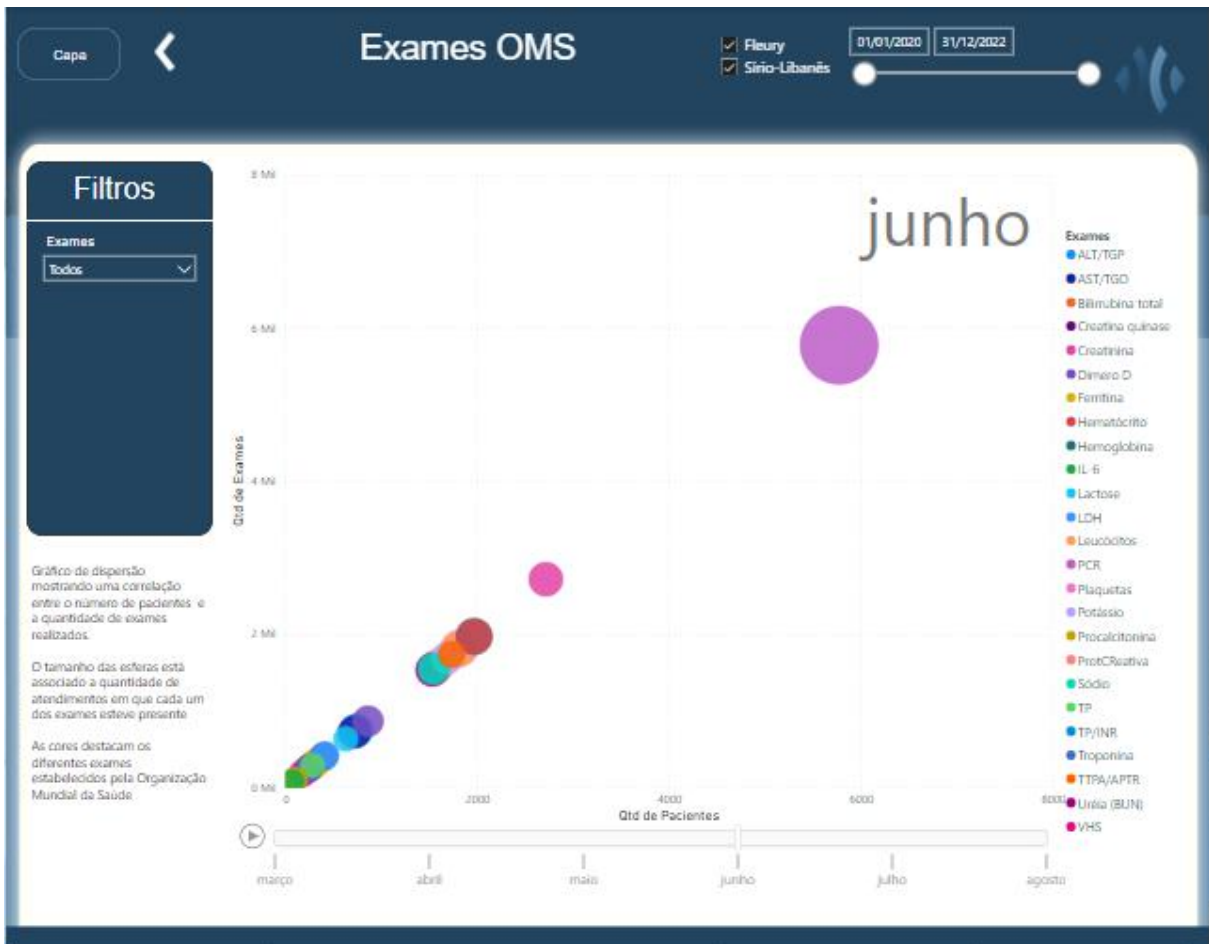 Capa
Exames OMS
Fleury
Sírio-Libanês
01/01/2020
31/12/2022
Filtros
Exames
Todos
Gráfico de dispersão
mostrando uma correlação
entre o número de pacientes e
a quantidade de exames
realizados.
O tamanho das esferas está
associado a quantidade de
atendimentos em que cada um
dos exames esteve presente
As cores destacam os
diferentes exames
estabelecidos pela Organização
Mundial da Saúde
junho
8 Mil
6 Mil
4 Mil
2 Mil
0 Mil
Qtd de Exames
0
2000
4000
6000
8000
Qtd de Pacientes
março
abril
maio
junho
julho
agosto
Exames
ALT/TGP
AST/TGO
Bilirrubina total
Creatina quinase
Creatinina
Dimero D
Ferritina
Hematócrito
Hemoglobina
IL-6
Lactose
LDH
Leucócitos
PCR
Plaquetas
Potássio
Procalcitonina
ProtCReativa
Sódio
TP
TP/INR
Troponina
TTPA/APTR
Uréia (BUN)
VHS